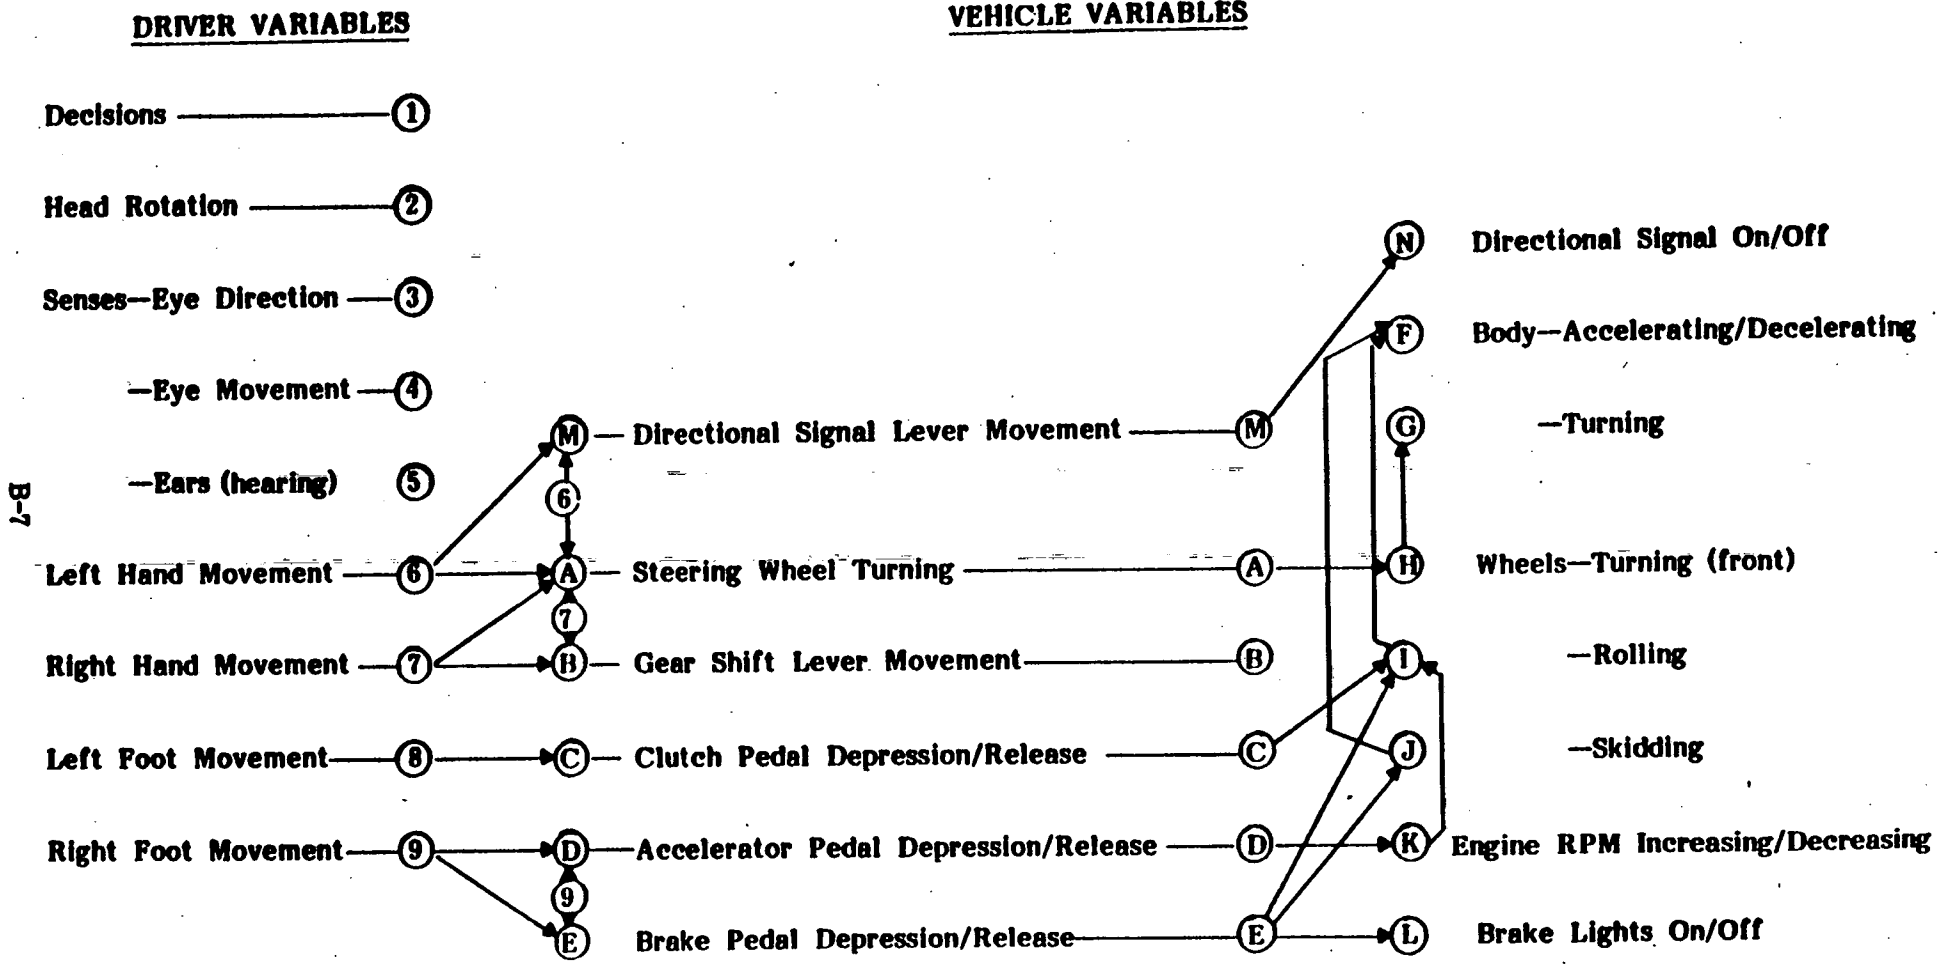 DRIVER VARIABLES
VEHICLE VARIABLES
Decisions 1
Head Rotation 2
N Directional Signal On/Off
Senses—Eye Direction 3
F Body—Accelerating/Decelerating
—Eye Movement 4
M — Directional Signal Lever Movement M
G —Turning
—Ears (hearing) 5
6
B-7
Left Hand Movement 6 A Steering Wheel Turning A H Wheels—Turning (front)
7
Right Hand Movement 7 B Gear Shift Lever Movement B I —Rolling
Left Foot Movement 8 C Clutch Pedal Depression/Release C J —Skidding
Right Foot Movement 9 D Accelerator Pedal Depression/Release D K Engine RPM Increasing/Decreasing
9
E Brake Pedal Depression/Release E L Brake Lights On/Off